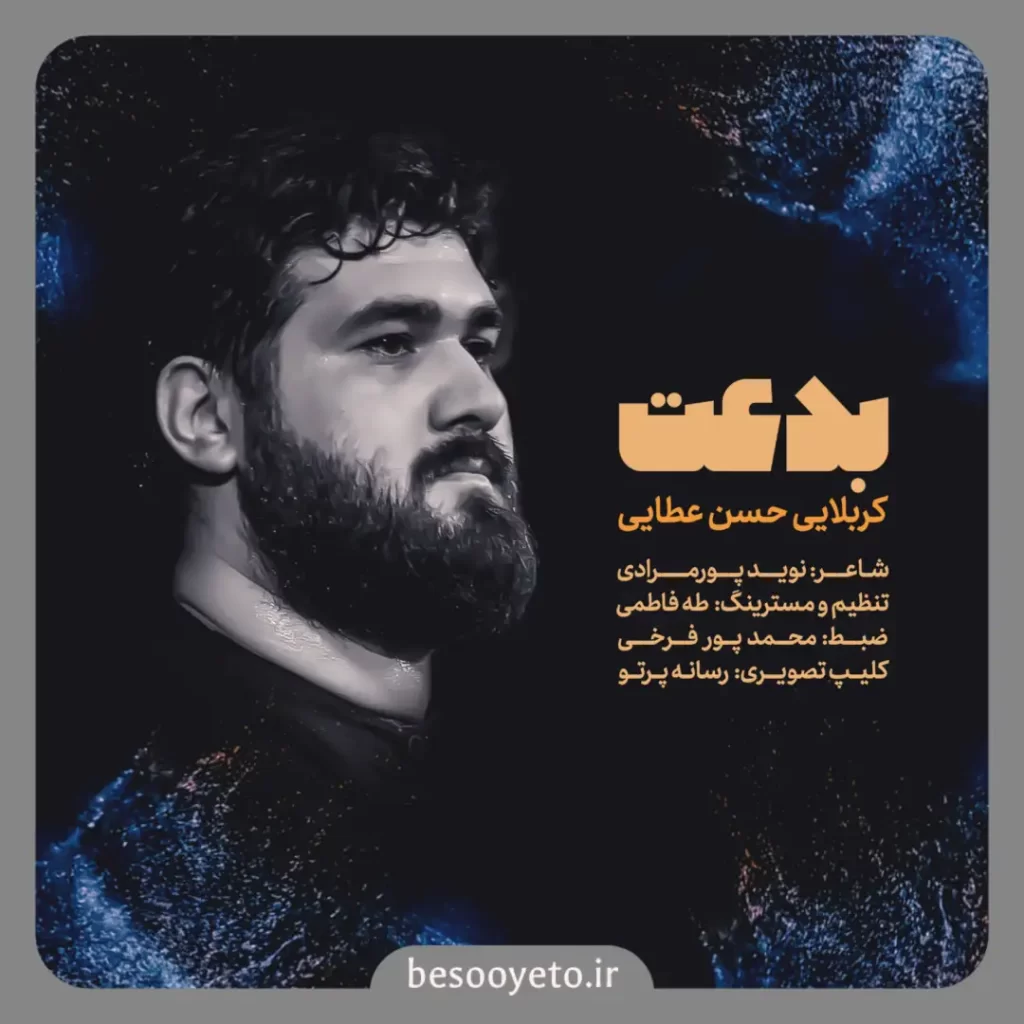 بدعت
کربلایی حسن عطایی
شاعر: نوید پورمرادی
تنظیم و مسترینگ: طه فاطمی
ضبط: محمد پور فرخی
کلیپ تصویری: رسانه پرتو
besooyeto.ir